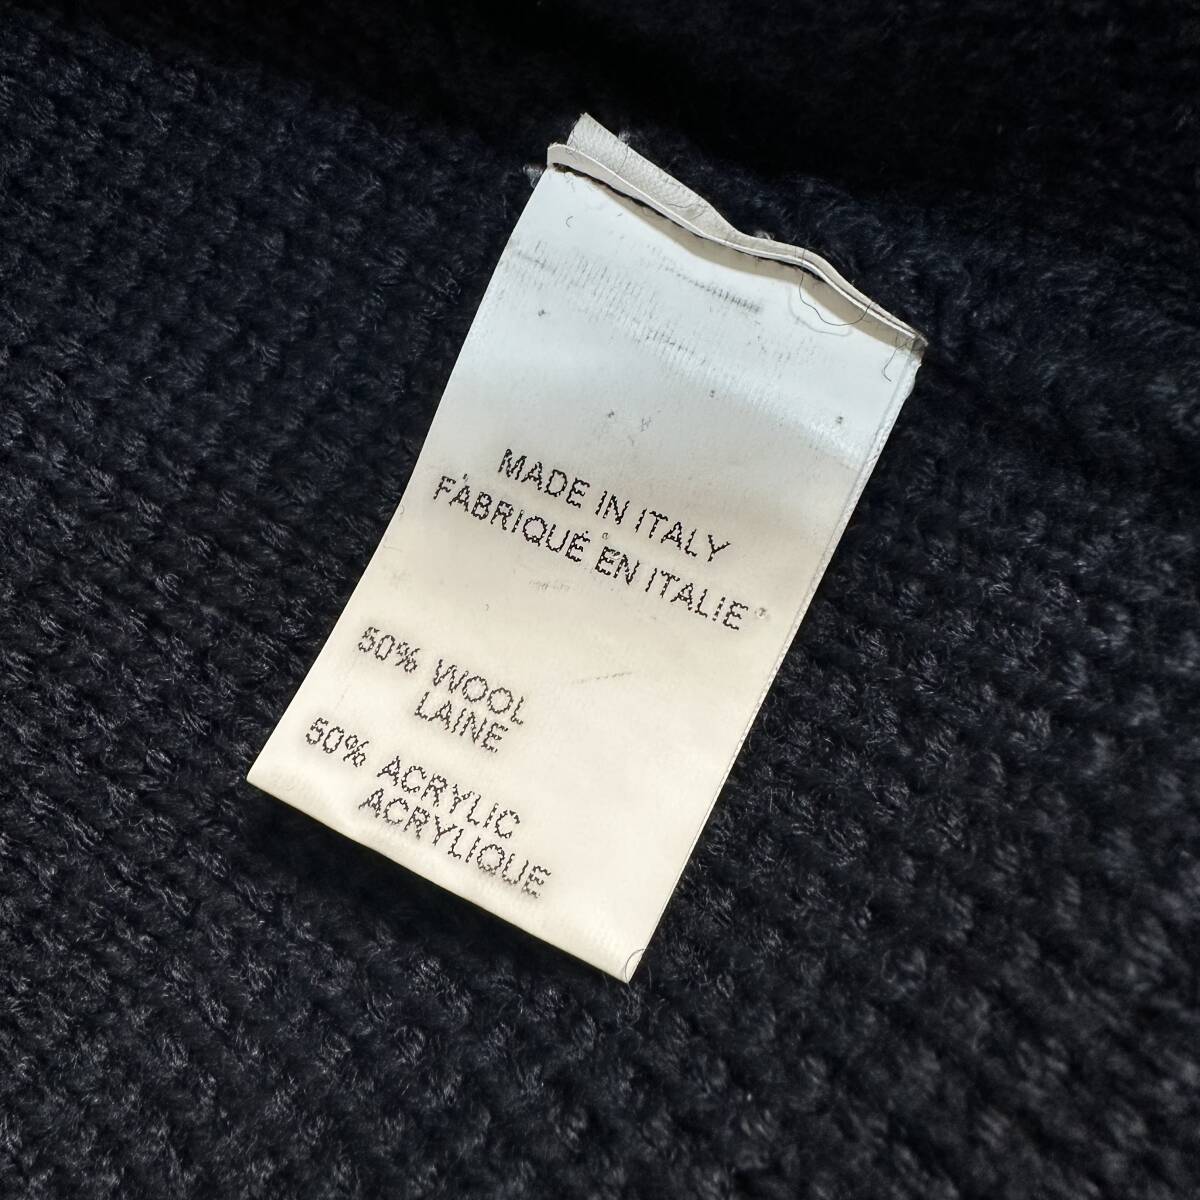 MADE IN ITALY
FABRIQUÉ EN ITALIE
50% WOOL
LAINE
50% ACRYLIC
ACRYLIQUE